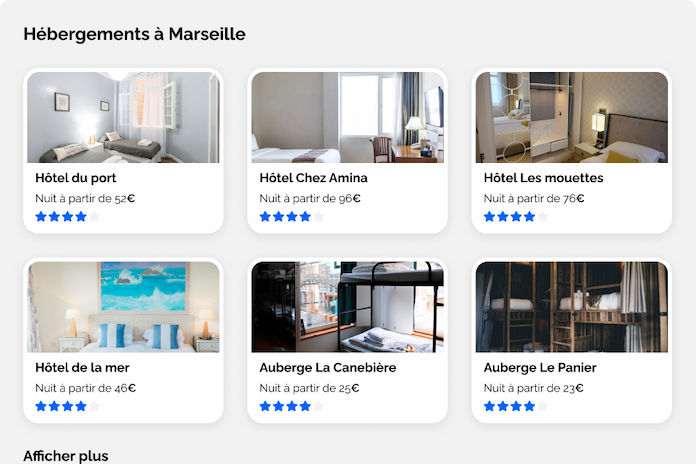 Hébergements à Marseille
Hôtel du port
Nuit à partir de 52€
Hôtel Chez Amina
Nuit à partir de 96€
Hôtel Les mouettes
Nuit à partir de 76€
Hôtel de la mer
Nuit à partir de 46€
Auberge La Canebière
Nuit à partir de 25€
Auberge Le Panier
Nuit à partir de 23€
Afficher plus